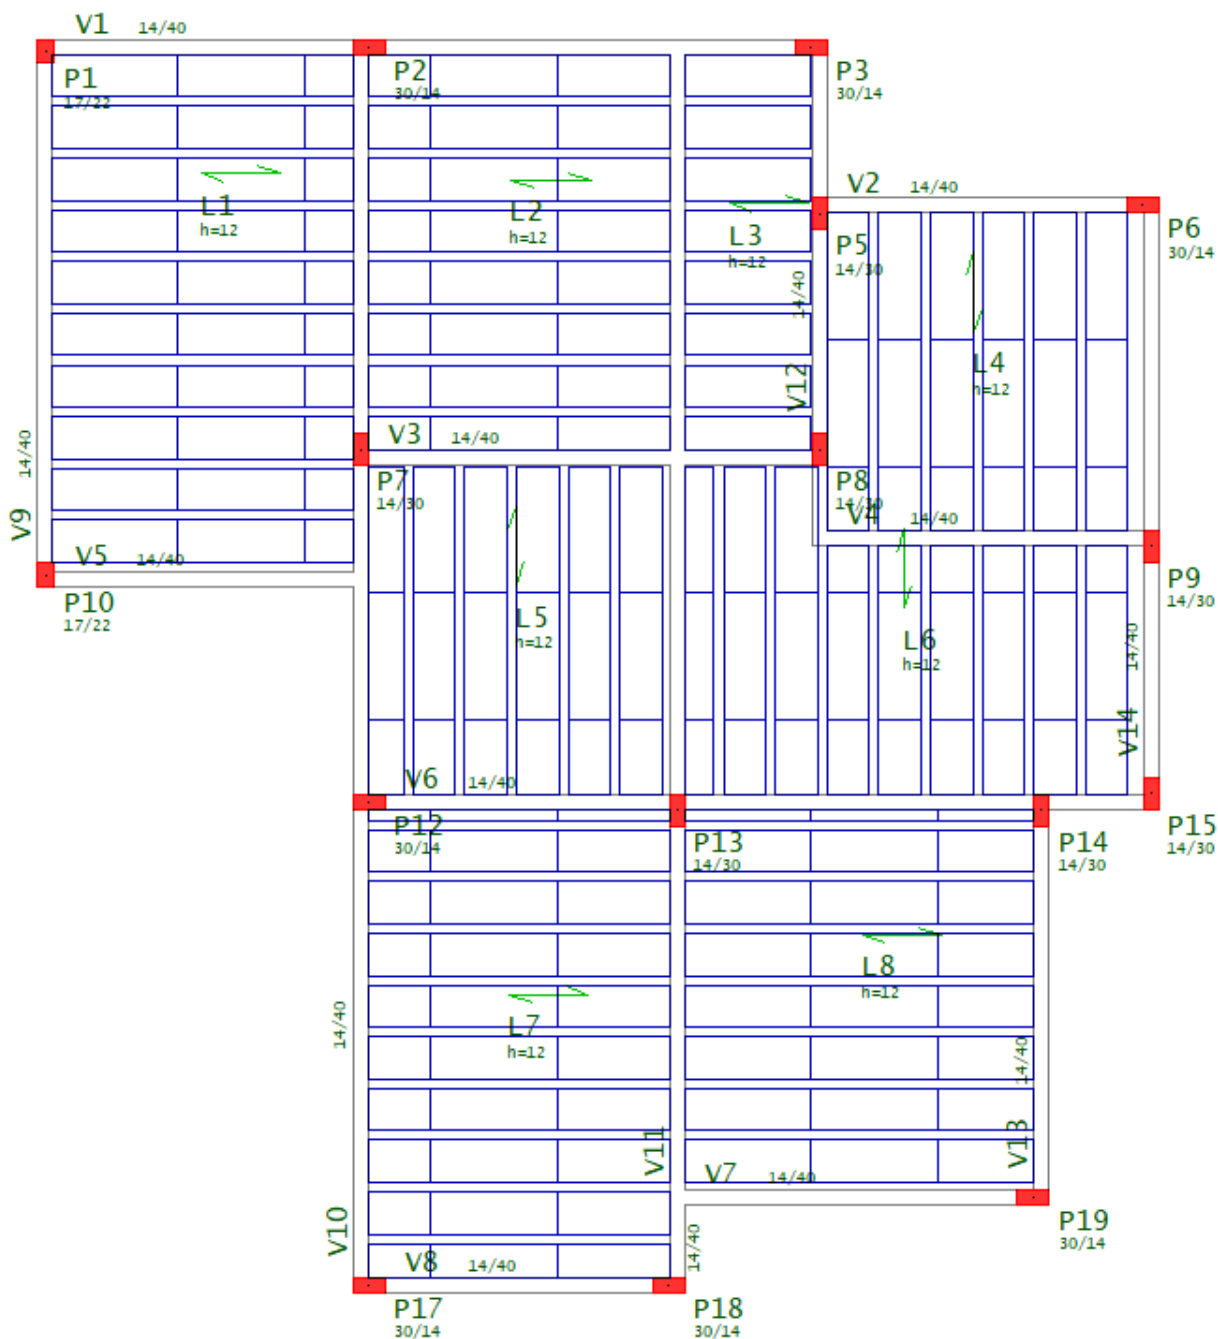 V1 14/40
P1
17/22
P2
30/14
P3
30/14
V2 14/40
L1
h=12
L2
h=12
L3
h=12
P5
14/30
P6
30/14
14/40
V12
L4
h=12
V3 14/40
14/40
V9
P7
14/30
P8
14/30
V4 14/40
V5 14/40
P10
17/22
P9
14/30
L5
h=12
L6
h=12
14/40
V14
V6 14/40
P12
30/14
P13
14/30
P14
14/30
P15
14/30
L8
h=12
L7
h=12
14/40
14/40
V11
V13
V7 14/40
V10
P19
30/14
14/40
V8 14/40
P17
30/14
P18
30/14